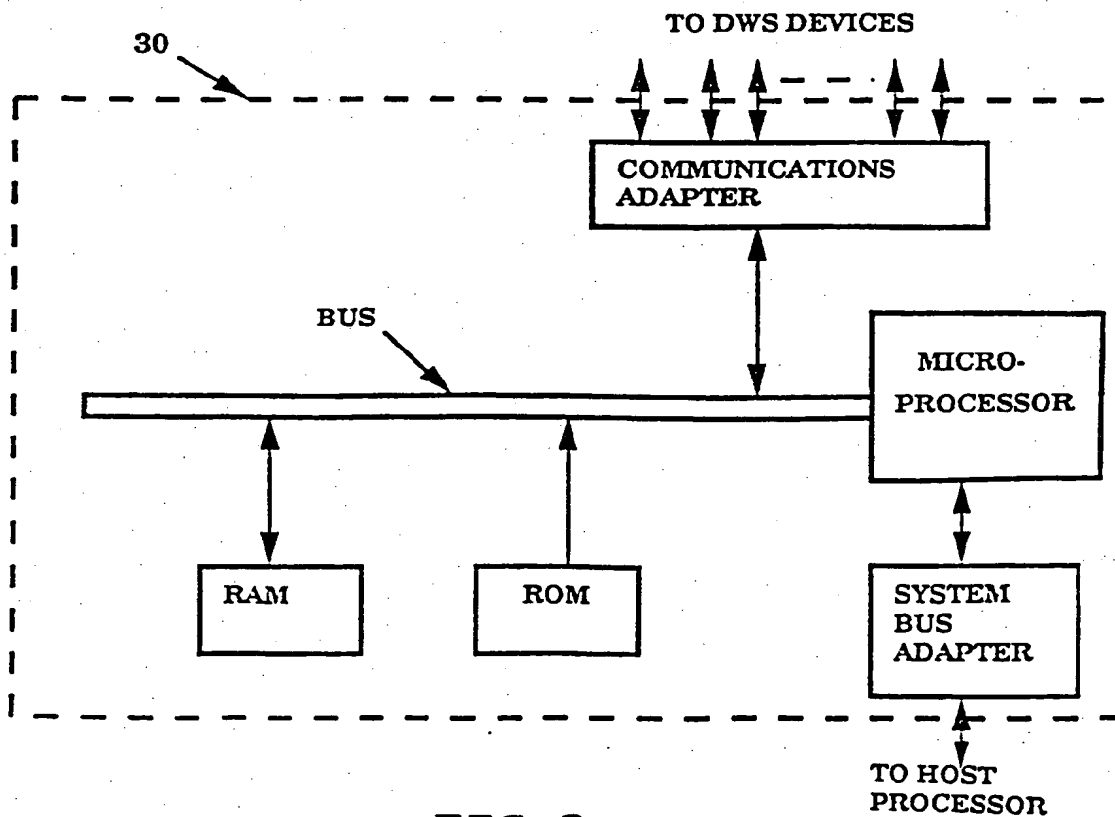 TO DWS DEVICES
30
COMMUNICATIONS
ADAPTER
BUS
MICRO-
PROCESSOR
RAM
ROM
SYSTEM
BUS
ADAPTER
TO HOST
PROCESSOR